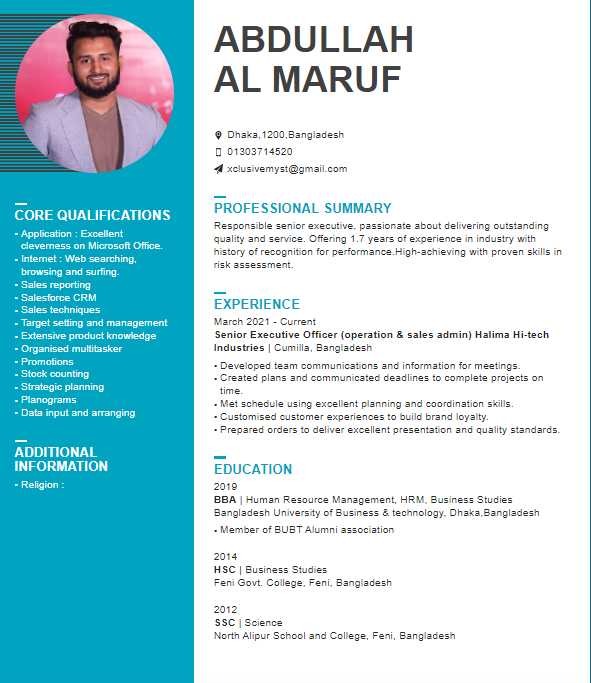 ABDULLAH
AL MARUF
Dhaka,1200,Bangladesh
01303714520
xclusivemyst@gmail.com
CORE QUALIFICATIONS
• Application : Excellent
cleverness on Microsoft Office.
• Internet : Web searching,
browsing and surfing.
• Sales reporting
• Salesforce CRM
• Sales techniques
• Target setting and management
• Extensive product knowledge
• Organised multitasker
• Promotions
• Stock counting
• Strategic planning
• Planograms
• Data input and arranging
ADDITIONAL
INFORMATION
• Religion :
PROFESSIONAL SUMMARY
Responsible senior executive, passionate about delivering outstanding
quality and service. Offering 1.7 years of experience in industry with
history of recognition for performance.High-achieving with proven skills in
risk assessment.
EXPERIENCE
March 2021 - Current
Senior Executive Officer (operation & sales admin) Halima Hi-tech
Industries | Cumilla, Bangladesh
• Developed team communications and information for meetings.
• Created plans and communicated deadlines to complete projects on
time.
• Met schedule using excellent planning and coordination skills.
• Customised customer experiences to build brand loyalty.
• Prepared orders to deliver excellent presentation and quality standards.
EDUCATION
2019
BBA | Human Resource Management, HRM, Business Studies
Bangladesh University of Business & technology, Dhaka,Bangladesh
• Member of BUBT Alumni association
2014
HSC | Business Studies
Feni Govt. College, Feni, Bangladesh
2012
SSC | Science
North Alipur School and College, Feni, Bangladesh